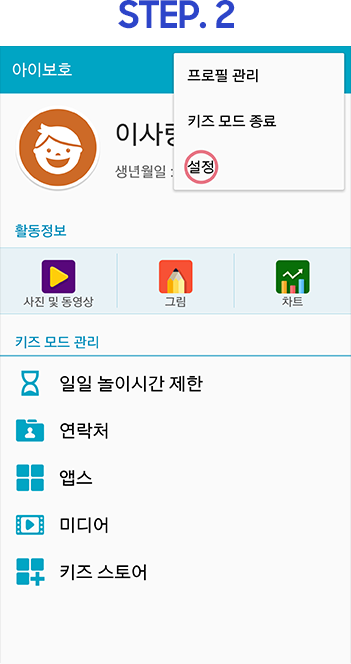 STEP. 2
아이보호
프로필 관리
키즈 모드 종료
설정
이사랑
생년월일 :
활동정보
사진 및 동영상
그림
차트
키즈 모드 관리
일일 놀이시간 제한
연락처
앱스
미디어
키즈 스토어